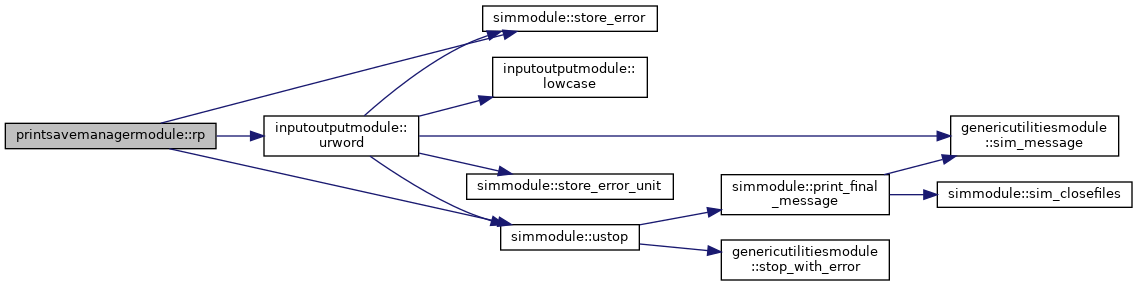 simmodule::store_error
inputoutputmodule::
lowcase
printsavemanagermodule::rp
inputoutputmodule::
urword
genericutilitiesmodule
::sim_message
simmodule::store_error_unit
simmodule::print_final
_message
simmodule::sim_closefiles
simmodule::ustop
genericutilitiesmodule
::stop_with_error